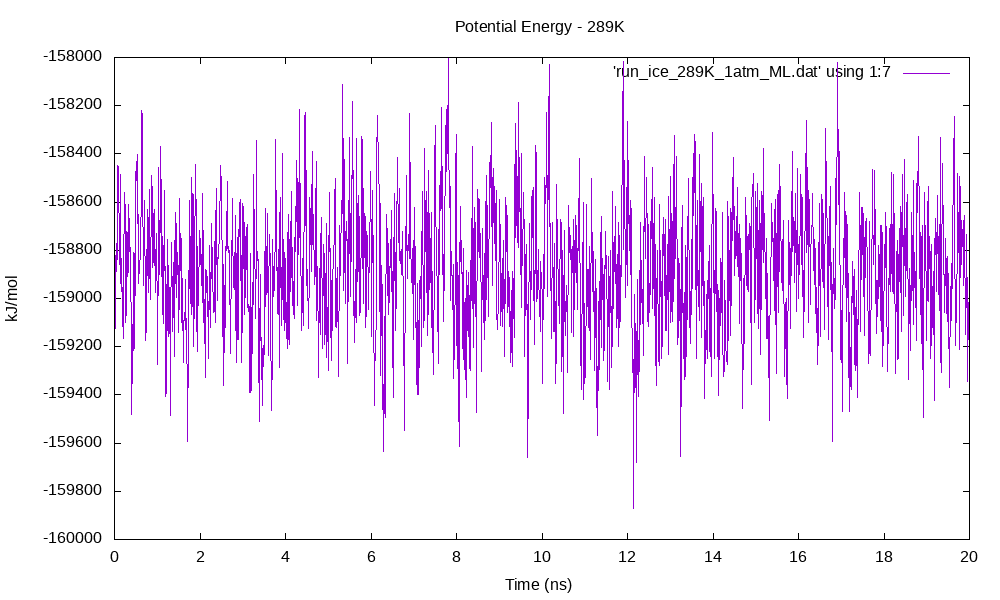 Potential Energy - 289K
-158000
'run_ice_289K_1atm_ML.dat' using 1:7
-158200
-158400
-158600
-158800
-159000
kJ/mol
-159200
-159400
-159600
-159800
-160000
0 2 4 6 8 10 12 14 16 18 20
Time (ns)